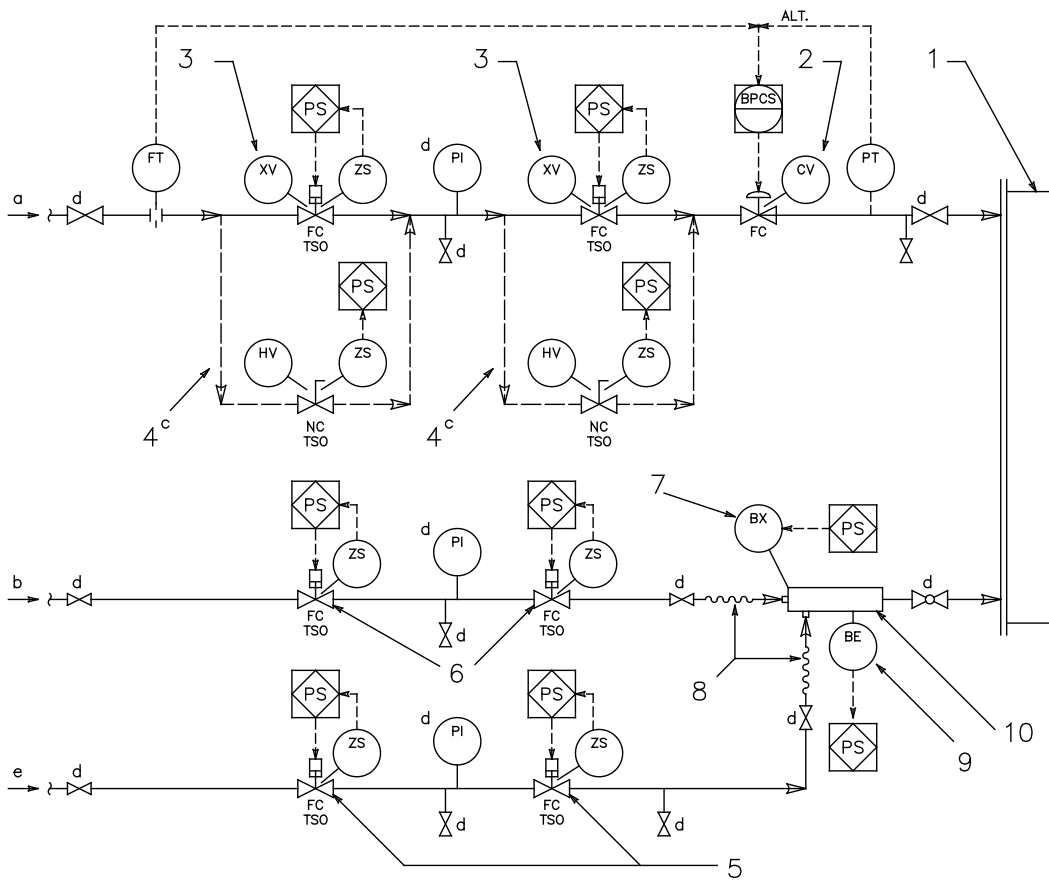 ALT.
3
3
2
1
PS
PS
BPCS
FT
XV
ZS
d
PI
XV
ZS
CV
PT
a
d
d
FC
TSO
d
FC
TSO
FC
PS
PS
HV
ZS
HV
ZS
4c
NC
TSO
4c
NC
TSO
7
PS
PS
BX
PS
ZS
d
PI
ZS
b
d
d
d
FC
TSO
d
FC
TSO
BE
6
8
9
10
PS
PS
d
PS
ZS
d
PI
ZS
e
d
FC
TSO
d
FC
TSO
d
5